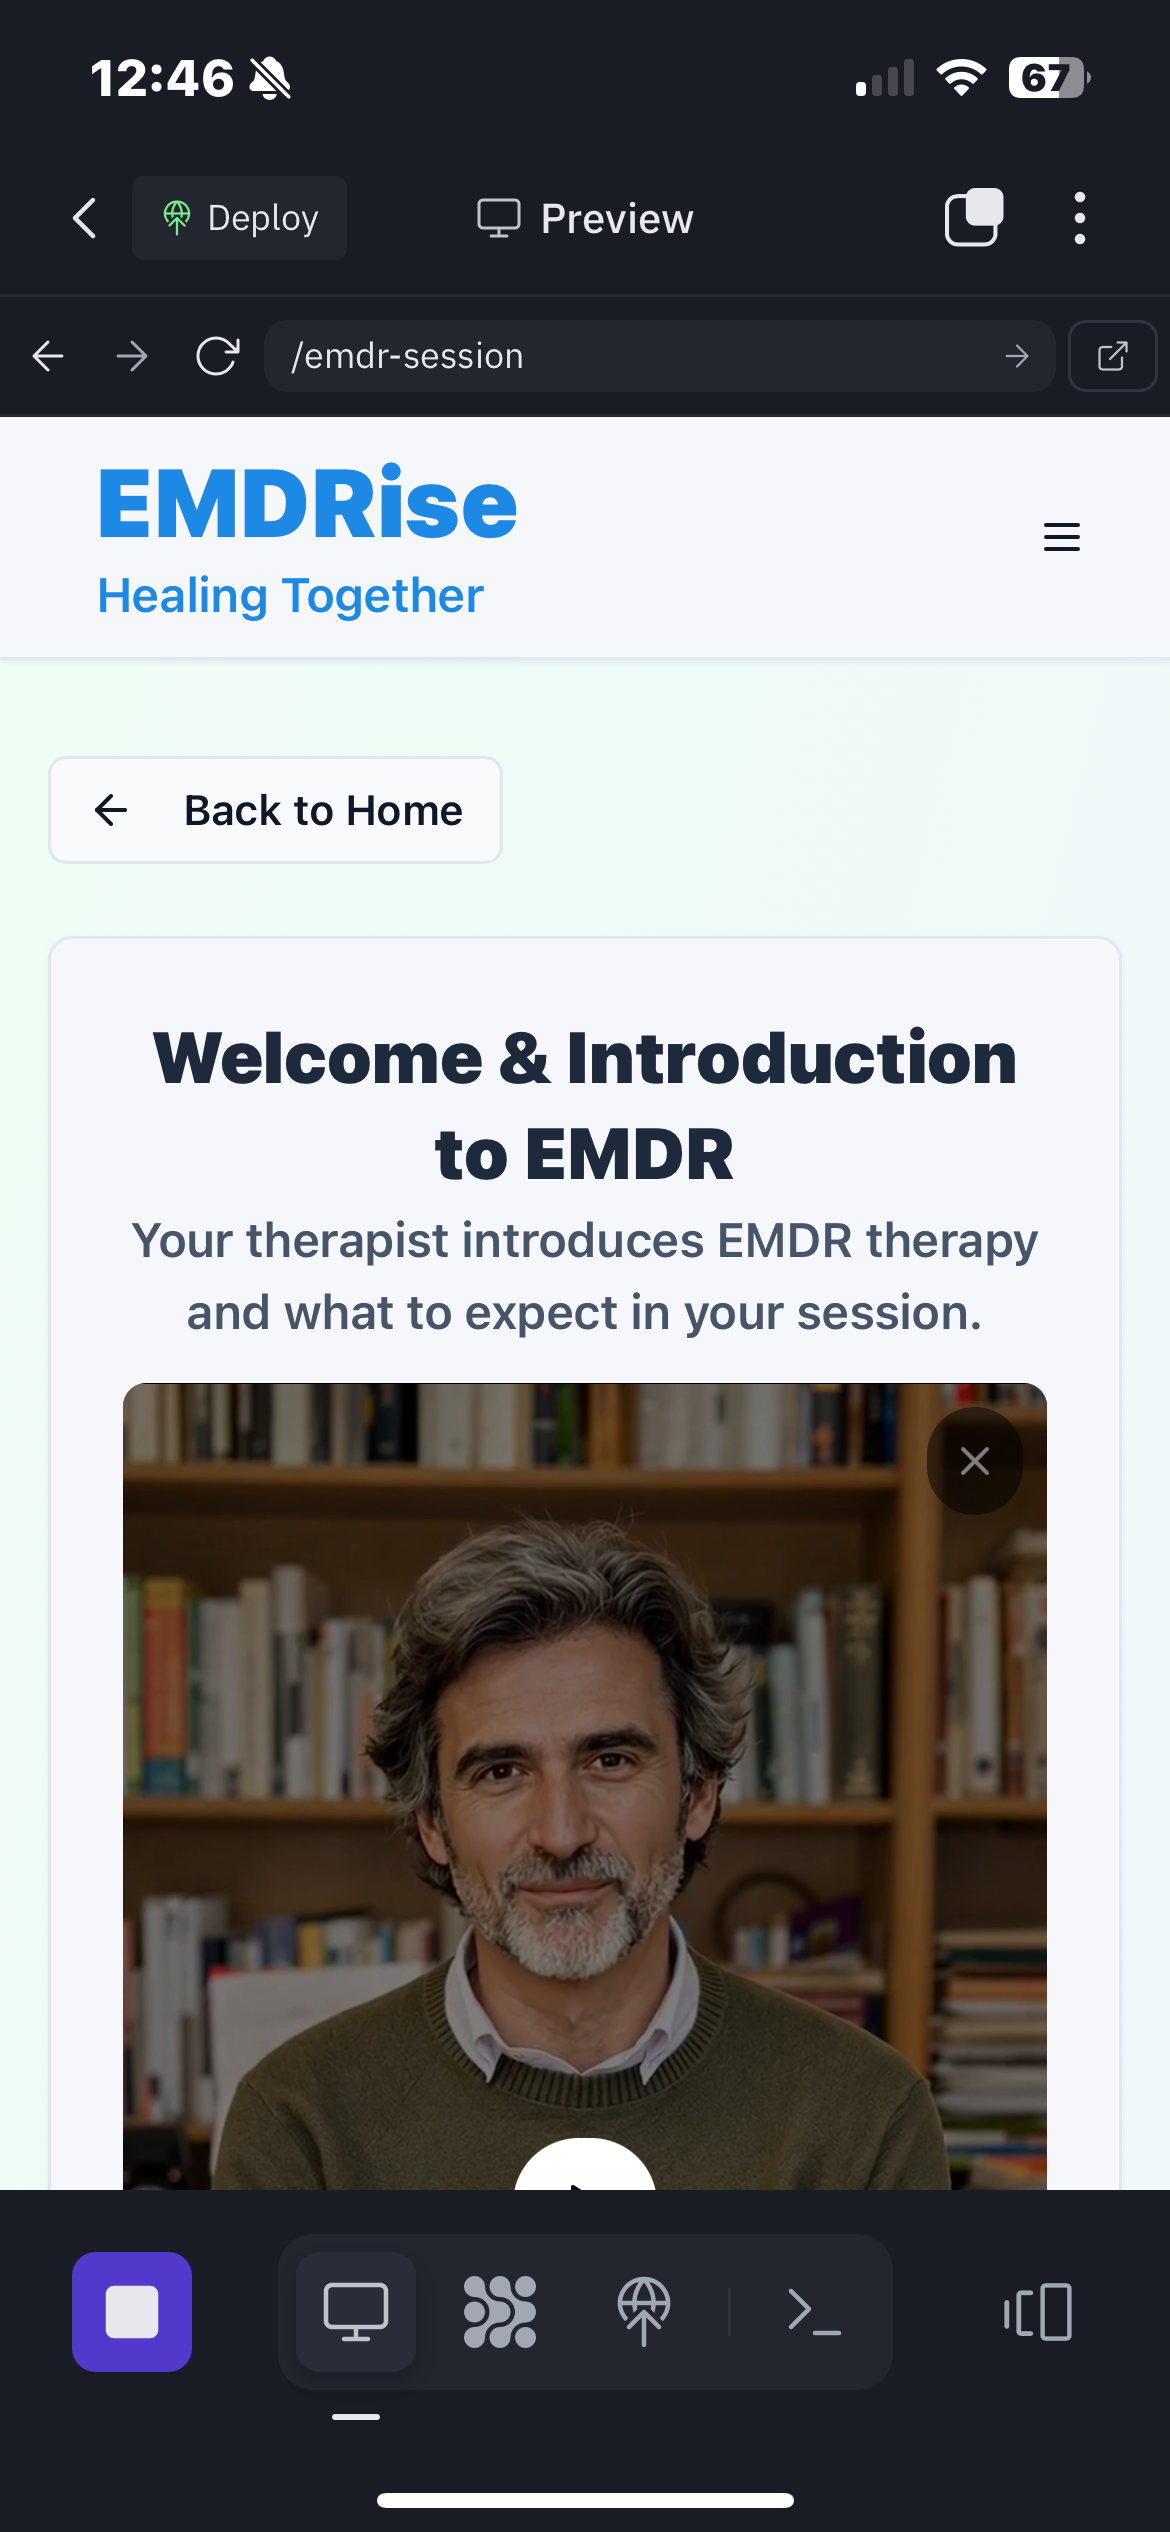 12:46
67
Deploy
Preview
/emdr-session
EMDRise
Healing Together
Back to Home
Welcome & Introduction
to EMDR
Your therapist introduces EMDR therapy
and what to expect in your session.